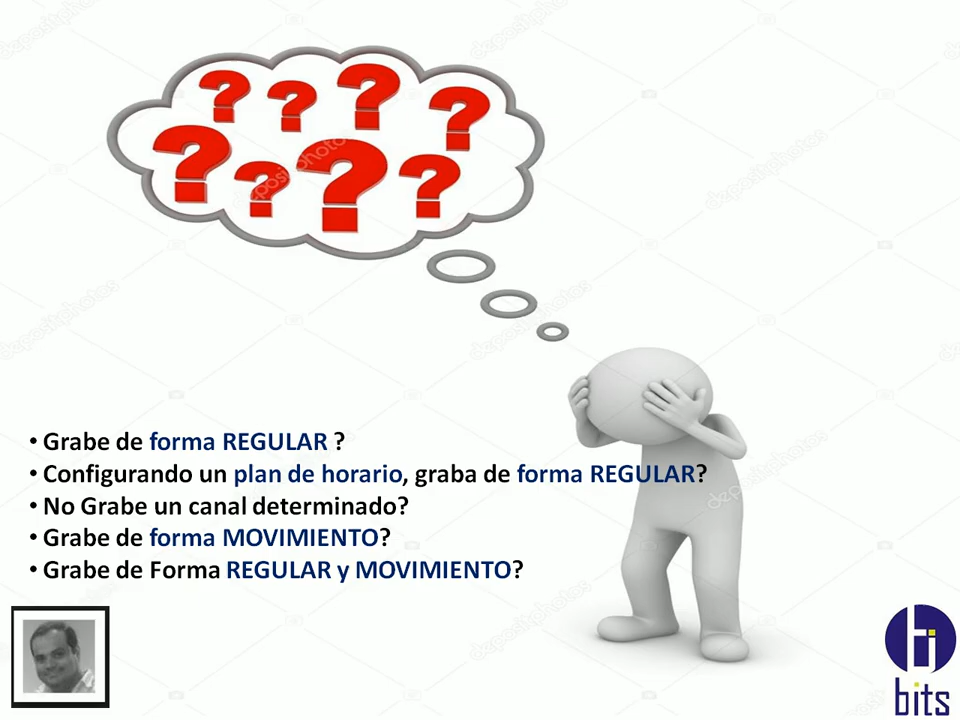 ? ? ? ?
? ? ? ?
• Grabe de forma REGULAR ?
• Configurando un plan de horario, graba de forma REGULAR?
• No Grabe un canal determinado?
• Grabe de forma MOVIMIENTO?
• Grabe de Forma REGULAR y MOVIMIENTO?
bits
depositphotos